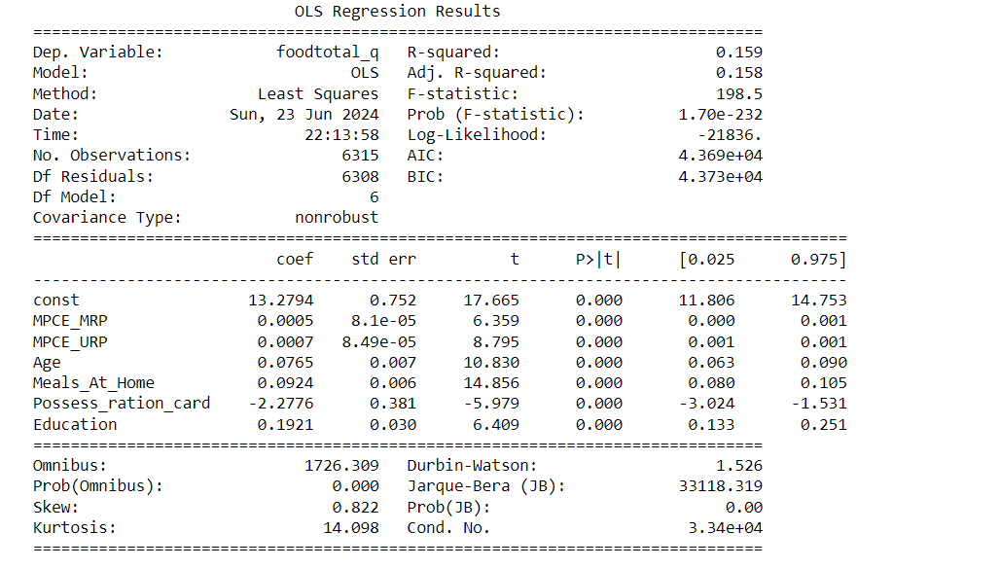 OLS Regression Results
==============================================================================
Dep. Variable: foodtotal_q R-squared: 0.159
Model: OLS Adj. R-squared: 0.158
Method: Least Squares F-statistic: 198.5
Date: Sun, 23 Jun 2024 Prob (F-statistic): 1.70e-232
Time: 22:13:58 Log-Likelihood: -21836.
No. Observations: 6315 AIC: 4.369e+04
Df Residuals: 6308 BIC: 4.373e+04
Df Model: 6
Covariance Type: nonrobust
=======================================================================================
coef std err t P>|t| [0.025 0.975]
---------------------------------------------------------------------------------------
const 13.2794 0.752 17.665 0.000 11.806 14.753
MPCE_MRP 0.0005 8.1e-05 6.359 0.000 0.000 0.001
MPCE_URP 0.0007 8.49e-05 8.795 0.000 0.001 0.001
Age 0.0765 0.007 10.830 0.000 0.063 0.090
Meals_At_Home 0.0924 0.006 14.856 0.000 0.080 0.105
Possess_ration_card -2.2776 0.381 -5.979 0.000 -3.024 -1.531
Education 0.1921 0.030 6.409 0.000 0.133 0.251
==============================================================================
Omnibus: 1726.309 Durbin-Watson: 1.526
Prob(Omnibus): 0.000 Jarque-Bera (JB): 33118.319
Skew: 0.822 Prob(JB): 0.00
Kurtosis: 14.098 Cond. No. 3.34e+04
==============================================================================